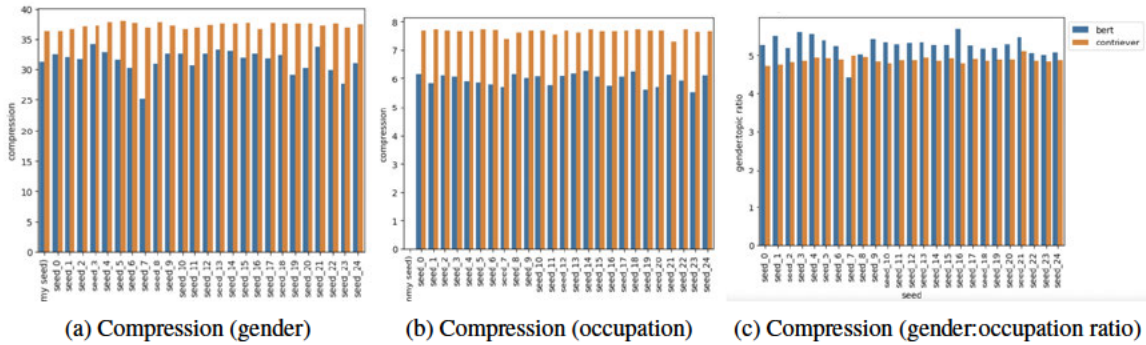 40
35
30
25
20
15
10
5
0
compression
my seed)
seed_0
seed_1
seed_2
seed_3
seed_4
seed_5
seed_6
seed_7
seed_8
seed_9
seed_10
seed_11
seed_12
seed_13
seed_14
seed_15
seed_16
seed_17
seed_18
seed_19
seed_20
seed_21
seed_22
seed_23
seed_24
(a) Compression (gender)
8
7
6
5
4
3
2
1
0
compression
nmy seed)
seed_0
seed_1
seed_2
seed_3
seed_4
seed_5
seed_6
seed_7
seed_8
seed_9
seed_10
seed_11
seed_12
seed_13
seed_14
seed_15
seed_16
seed_17
seed_18
seed_19
seed_20
seed_21
seed_22
seed_23
seed_24
(b) Compression (occupation)
bert
contriever
5
4
3
2
1
0
gender:topic ratio
seed_0
seed_1
seed_2
seed_3
seed_4
seed_5
seed_6
seed_7
seed_8
seed_9
seed_10
seed_11
seed_12
seed_13
seed_14
seed_15
seed_16
seed_17
seed_18
seed_19
seed_20
seed_21
seed_22
seed_23
seed_24
seed
(c) Compression (gender:occupation ratio)